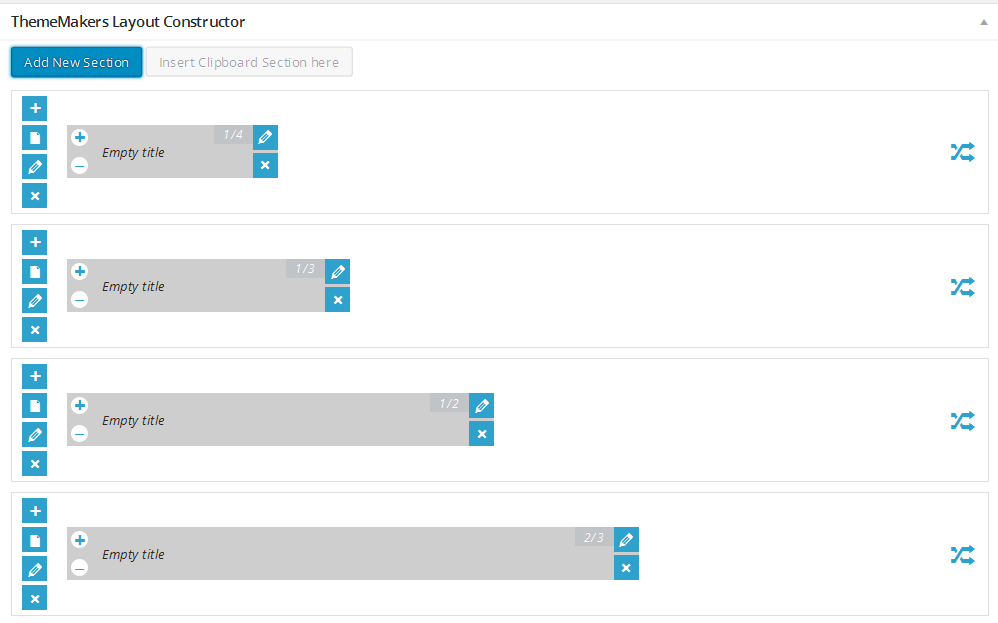 ThemeMakers Layout Constructor
Add New Section Insert Clipboard Section here
1/4
Empty title
1/3
Empty title
1/2
Empty title
2/3
Empty title